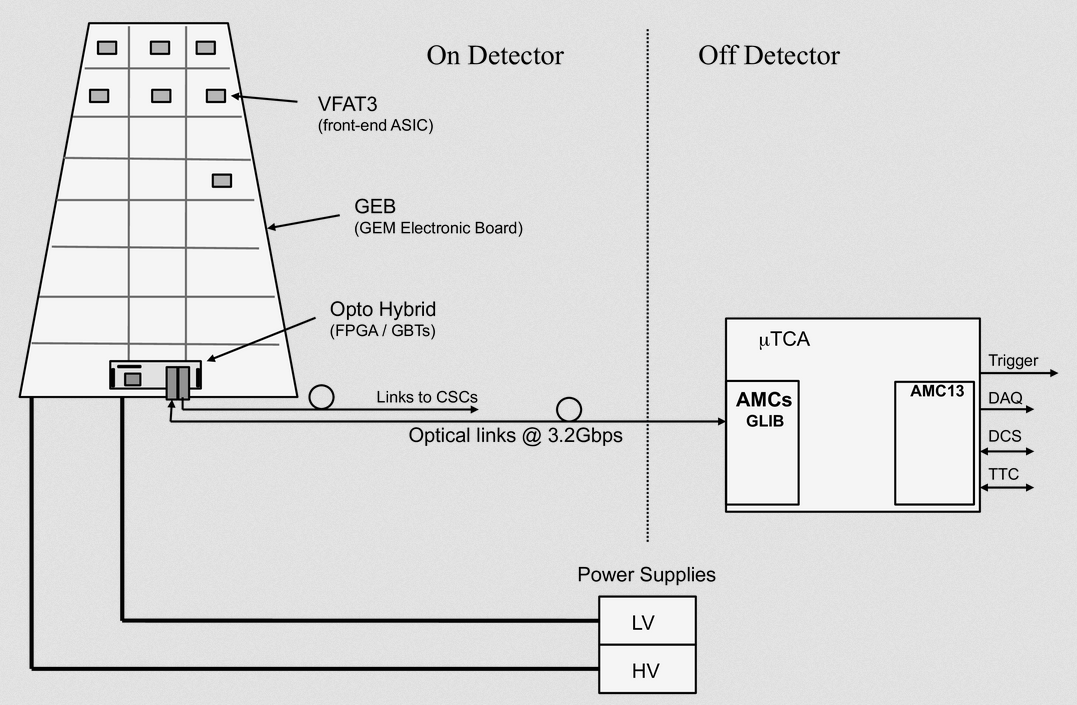 On Detector
Off Detector
VFAT3
(front-end ASIC)
GEB
(GEM Electronic Board)
Opto Hybrid
(FPGA / GBTs)
Links to CSCs
Optical links @ 3.2Gbps
μTCA
AMCs
GLIB
AMC13
Trigger
DAQ
DCS
TTC
Power Supplies
LV
HV